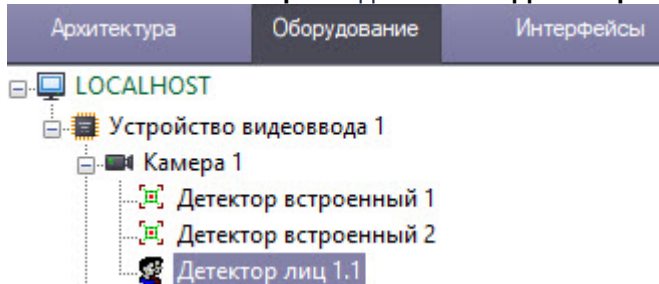 Архитектура Оборудование Интерфейсы
LOCALHOST
Устройство видеоввода 1
Камера 1
Детектор встроенный 1
Детектор встроенный 2
Детектор лиц 1.1